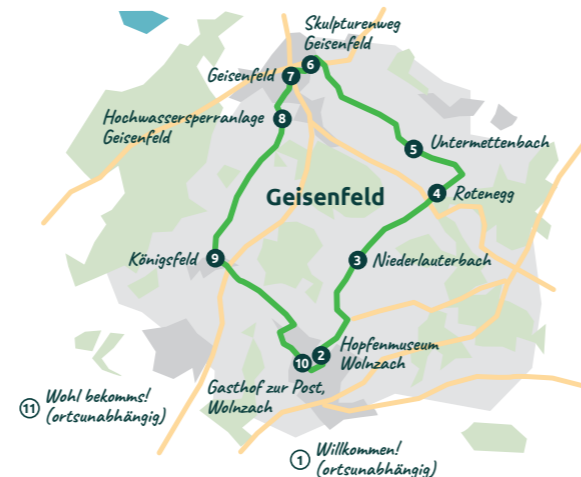 Skulpturenweg
Geisenfeld
6
Geisenfeld 7
Hochwassersperranlage
Geisenfeld
8
5 Untermettenbach
4 Rotenegg
Geisenfeld
Königsfeld 9
3 Niederlauterbach
2 Hopfenmuseum
Wolnzach
10
Gasthof zur Post,
Wolnzach
11 Wohl bekomms!
(ortsunabhängig)
1 Willkommen!
(ortsunabhängig)